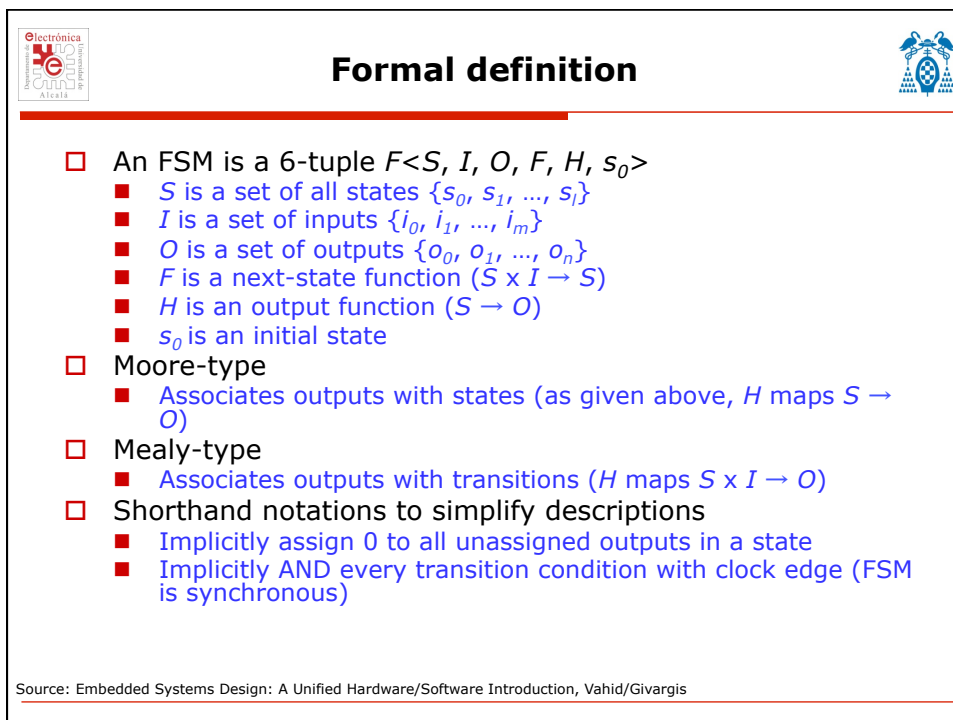 electrónica
Departamento de
Universidad de
Alcalá
e
Formal definition
An FSM is a 6-tuple F<S, I, O, F, H, s0>
S is a set of all states {s0, s1, …, sl}
I is a set of inputs {i0, i1, …, im}
O is a set of outputs {o0, o1, …, on}
F is a next-state function (S x I → S)
H is an output function (S → O)
s0 is an initial state
Moore-type
Associates outputs with states (as given above, H maps S →
O)
Mealy-type
Associates outputs with transitions (H maps S x I → O)
Shorthand notations to simplify descriptions
Implicitly assign 0 to all unassigned outputs in a state
Implicitly AND every transition condition with clock edge (FSM
is synchronous)
Source: Embedded Systems Design: A Unified Hardware/Software Introduction, Vahid/Givargis